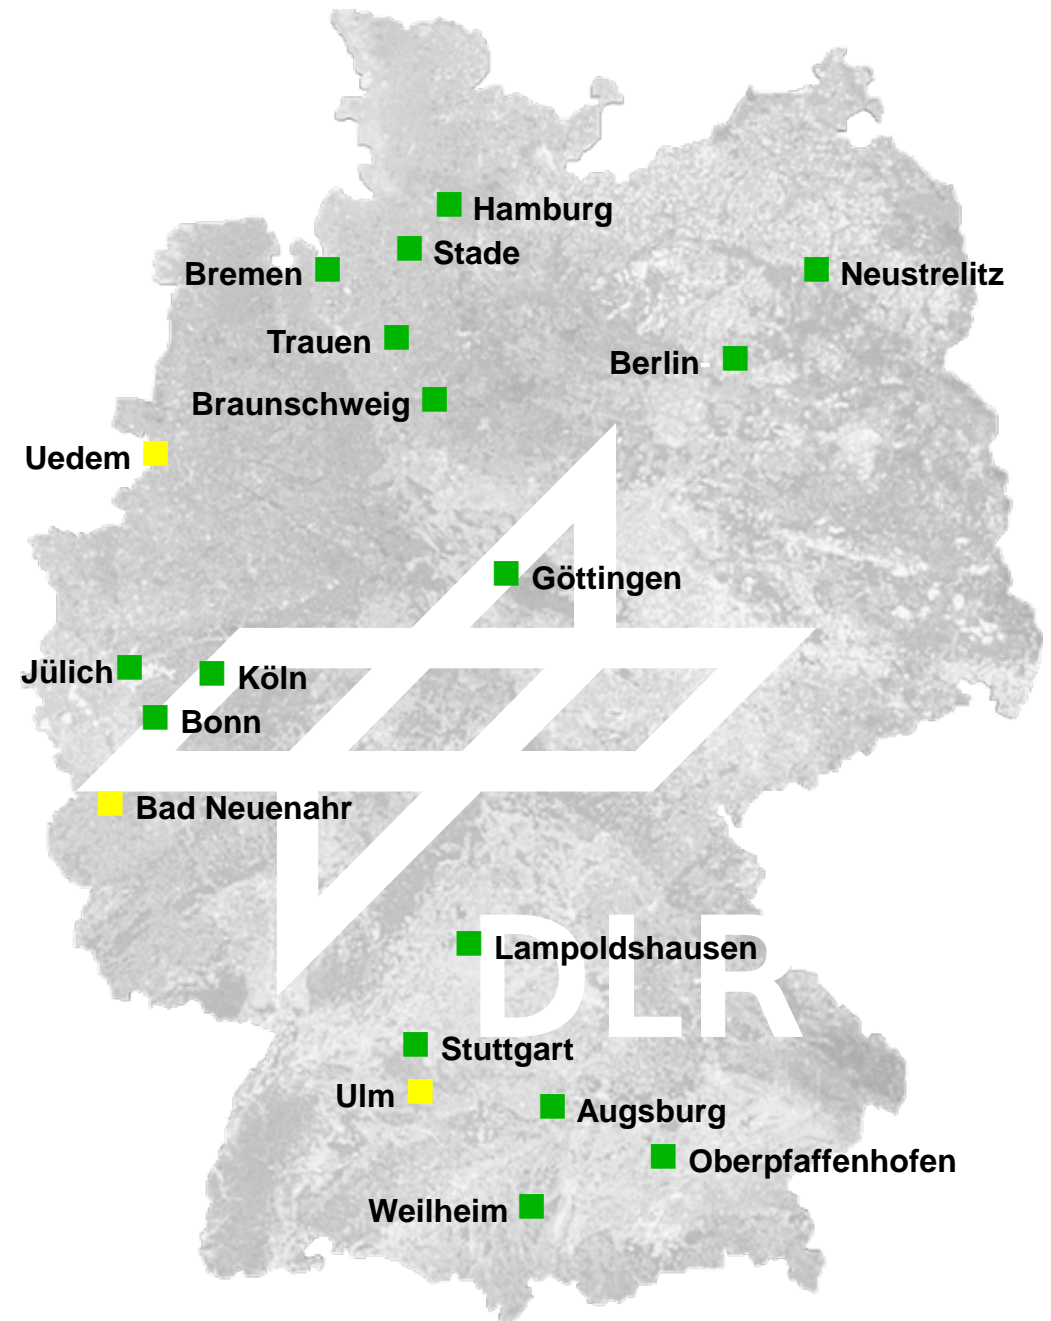 Hamburg
Stade
Bremen
Neustrelitz
Trauen
Berlin
Braunschweig
Uedem
Göttingen
Jülich
Köln
Bonn
Bad Neuenahr
DLR
Lampoldshausen
Stuttgart
Ulm
Augsburg
Oberpfaffenhofen
Weilheim